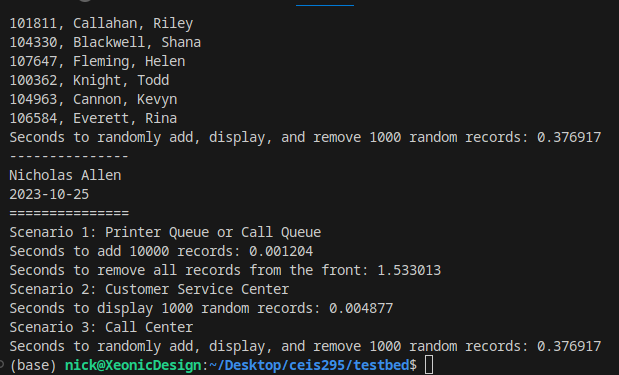 101811, Callahan, Riley
104330, Blackwell, Shana
107647, Fleming, Helen
100362, Knight, Todd
104963, Cannon, Kevyn
106584, Everett, Rina
Seconds to randomly add, display, and remove 1000 random records: 0.376917
---------------
Nicholas Allen
2023-10-25
===============
Scenario 1: Printer Queue or Call Queue
Seconds to add 10000 records: 0.001204
Seconds to remove all records from the front: 1.533013
Scenario 2: Customer Service Center
Seconds to display 1000 random records: 0.004877
Scenario 3: Call Center
Seconds to randomly add, display, and remove 1000 random records: 0.376917
(base) nick@XeonicDesign:~/Desktop/ceis295/testbed$